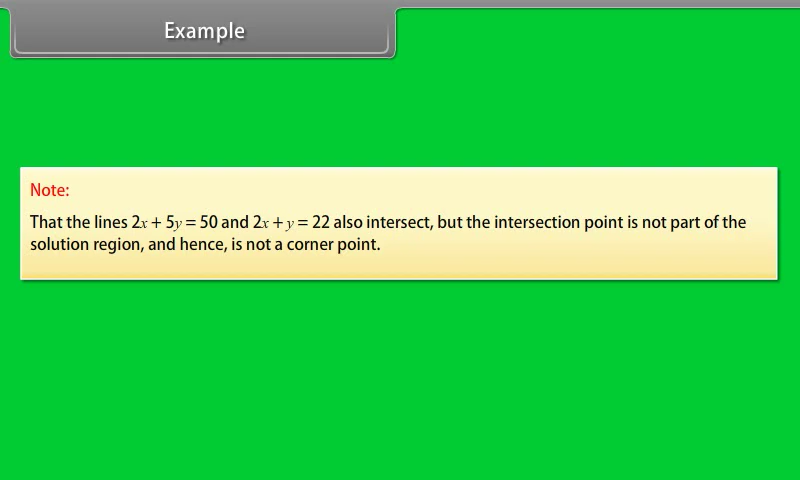 Example
Note:
That the lines 2x + 5y = 50 and 2x + y = 22 also intersect, but the intersection point is not part of the
solution region, and hence, is not a corner point.